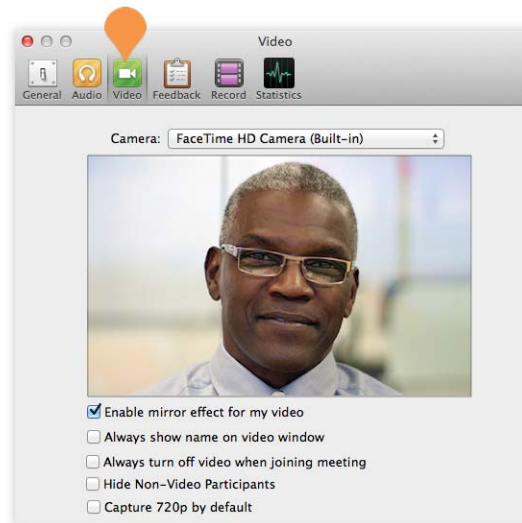 Video
General Audio Video Feedback Record Statistics
Camera: FaceTime HD Camera (Built-in)
Enable mirror effect for my video
Always show name on video window
Always turn off video when joining meeting
Hide Non-Video Participants
Capture 720p by default